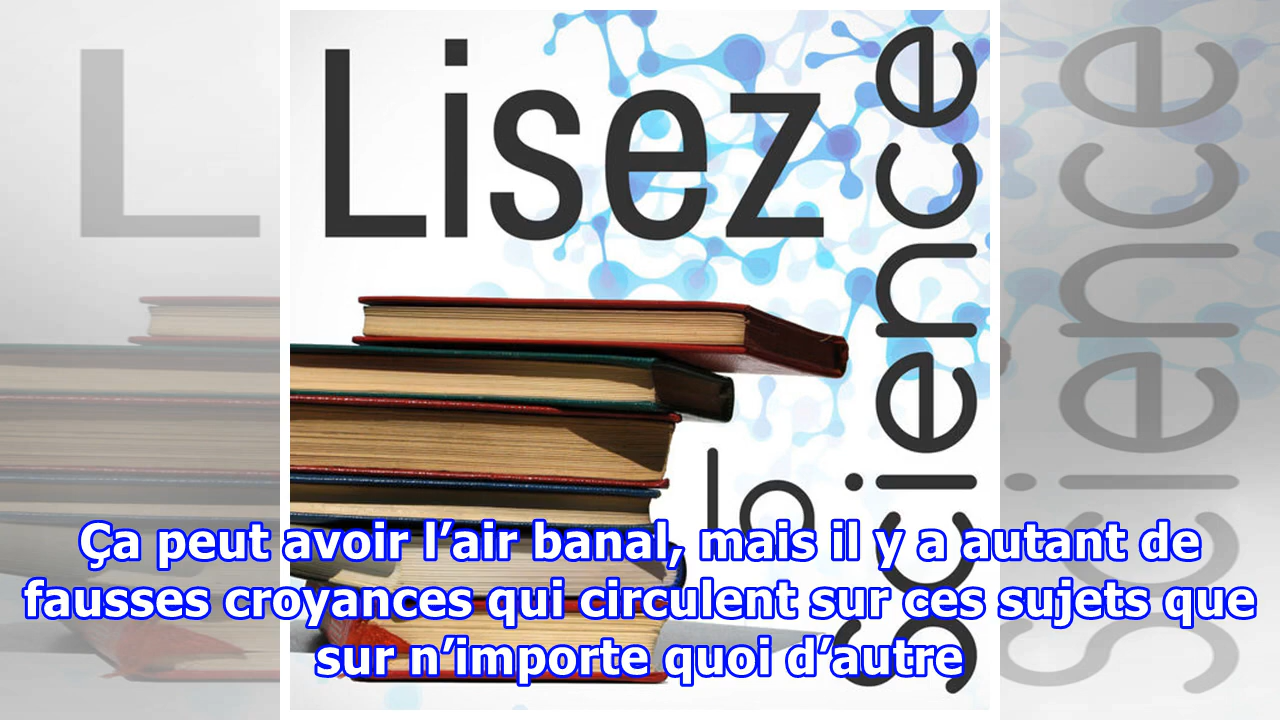 Lisez
la
Science
Ça peut avoir l’air banal, mais il y a autant de
fausses croyances qui circulent sur ces sujets que
sur n’importe quoi d’autre